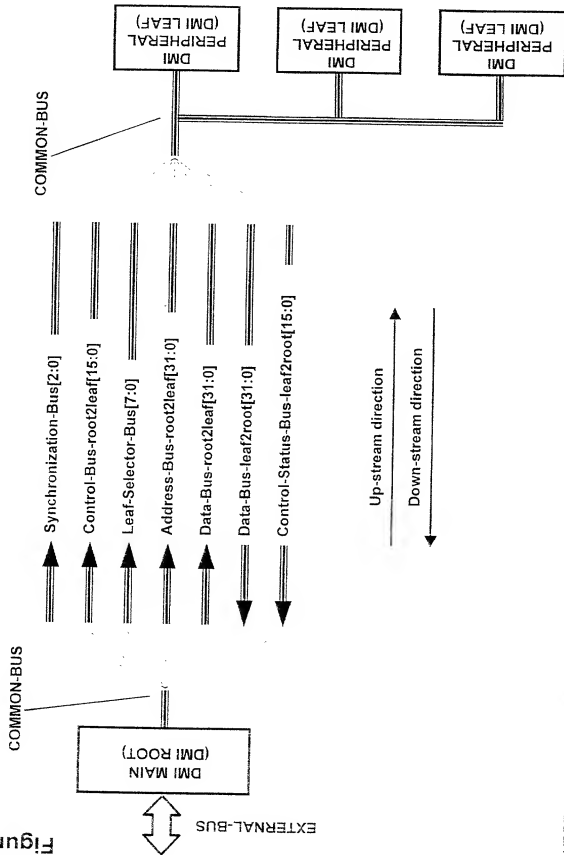 Figur
COMMON-BUS
COMMON-BUS
EXTERNAL-BUS
DMI MAIN
(DMI ROOT)
Synchronization-Bus[2:0]
Control-Bus-root2leaf[15:0]
Leaf-Selector-Bus[7:0]
Address-Bus-root2leaf[31:0]
Data-Bus-root2leaf[31:0]
Data-Bus-leaf2root[31:0]
Control-Status-Bus-leaf2root[15:0]
Up-stream direction
Down-stream direction
DMI
PERIPHERAL
(DMI LEAF)
DMI
PERIPHERAL
(DMI LEAF)
DMI
PERIPHERAL
(DMI LEAF)